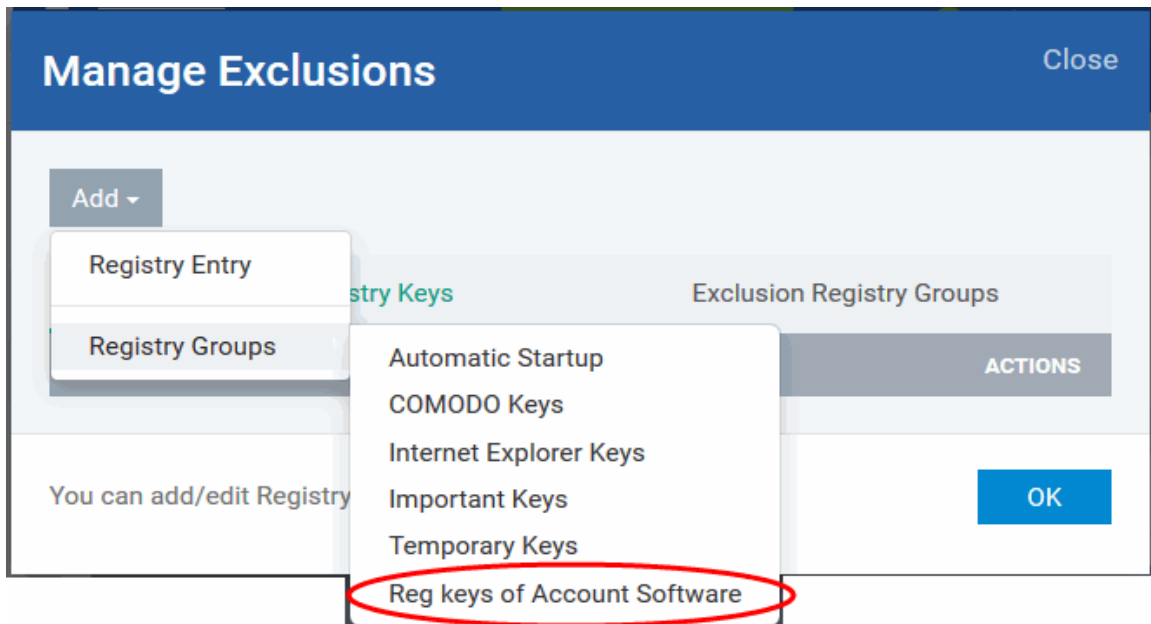 Manage Exclusions
Close
Add
Registry Entry
stry Keys
Exclusion Registry Groups
Registry Groups
ACTIONS
Automatic Startup
COMODO Keys
Internet Explorer Keys
Important Keys
Temporary Keys
Reg keys of Account Software
You can add/edit Registry
OK